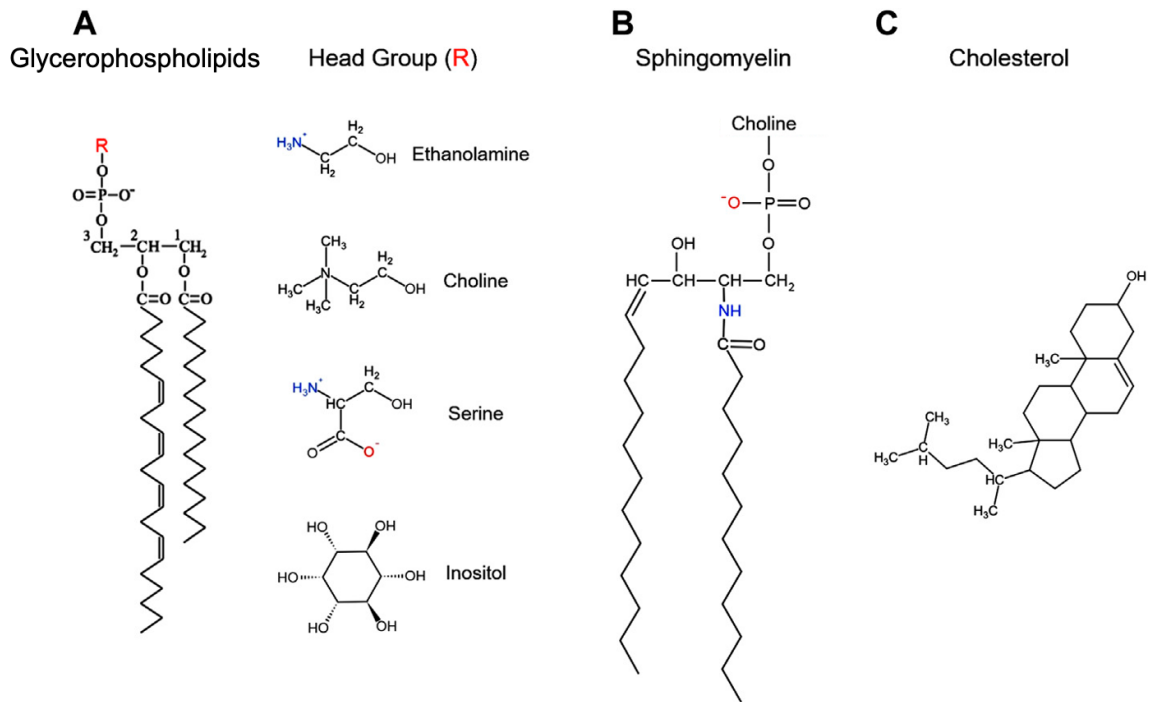 A
Glycerophospholipids
Head Group (R)
R
O
O=P–O⁻
O
3 2 1
CH₂–CH–CH₂
O O
C=O C=O
H₃N⁺
H₂
C
C
H₂
OH
Ethanolamine
CH₃
N
H₃C
H₃C
H₂
C
C
H₂
OH
Choline
H₃N⁺
H₂
C
HC
OH
C
O
O⁻
Serine
HO
OH
HO
OH
HO
OH
Inositol
B
Sphingomyelin
Choline
O
⁻O–P=O
O
OH
HC CH–CH–CH₂
NH
C=O
C
Cholesterol
OH
H₃C
H₃C
CH₃
H₃C
H
HC
H₃C